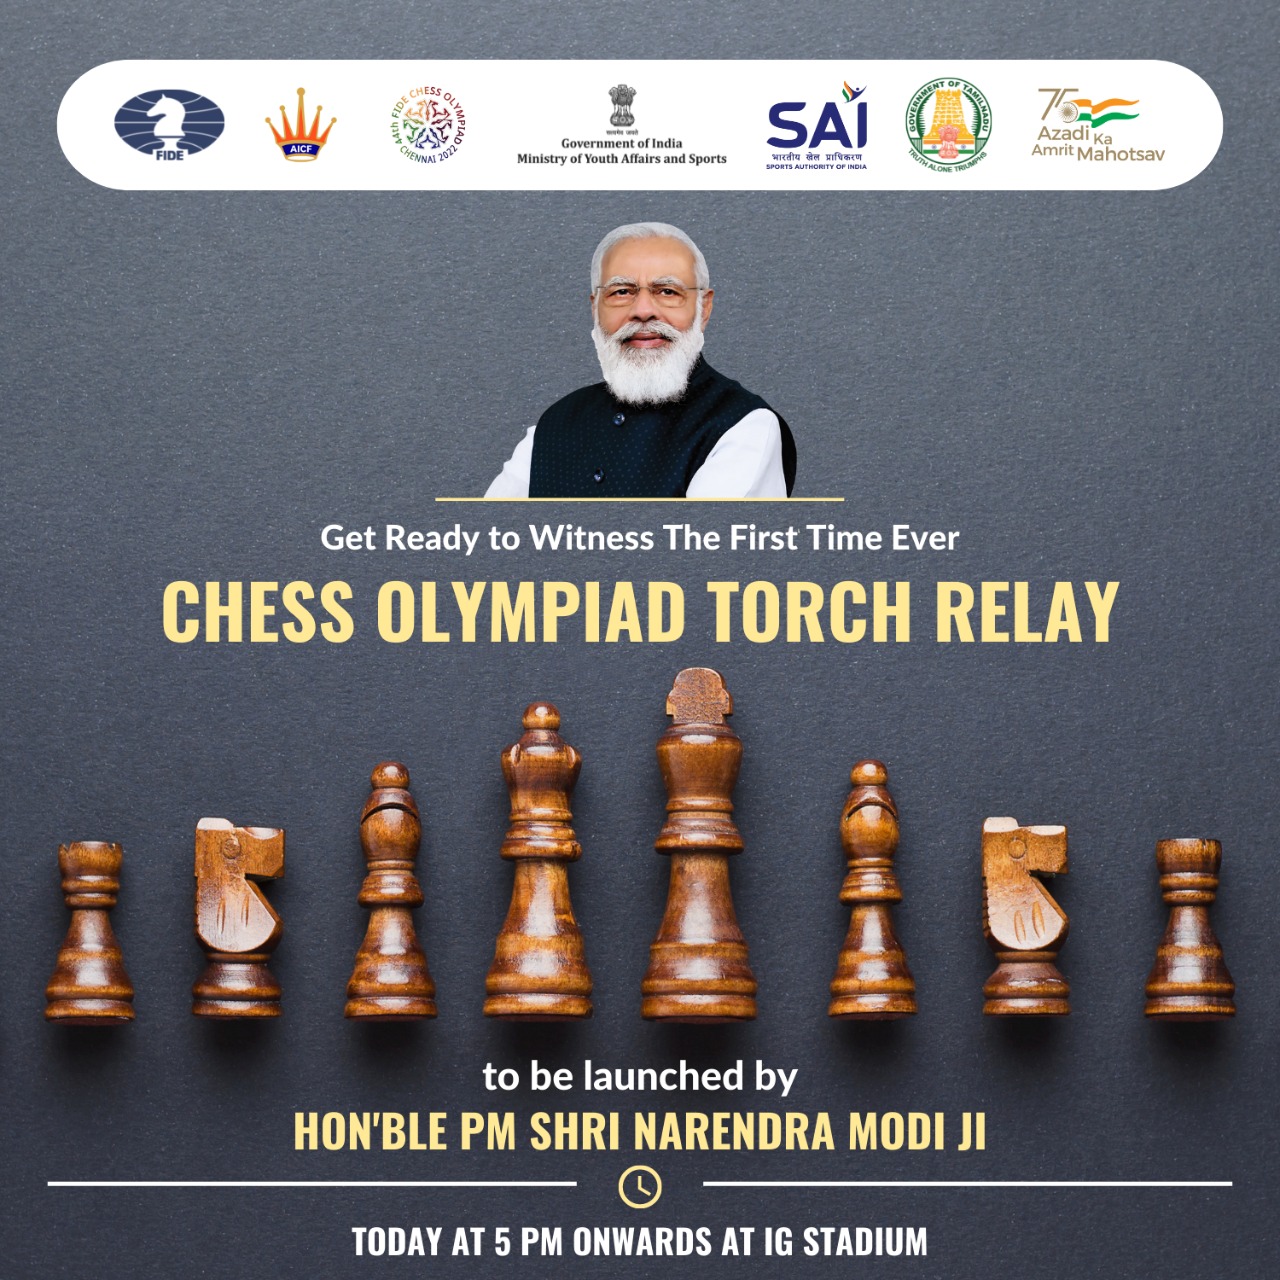 FIDE
AICF
44th FIDE CHESS OLYMPIAD
CHENNAI 2022
सत्यमेव जयते
Government of India
Ministry of Youth Affairs and Sports
SAI
भारतीय खेल प्राधिकरण
SPORTS AUTHORITY OF INDIA
GOVERNMENT OF TAMILNADU
TRUTH ALONE TRIUMPHS
75
Azadi Ka
Amrit Mahotsav
Get Ready to Witness The First Time Ever
CHESS OLYMPIAD TORCH RELAY
to be launched by
HON'BLE PM SHRI NARENDRA MODI JI
TODAY AT 5 PM ONWARDS AT IG STADIUM